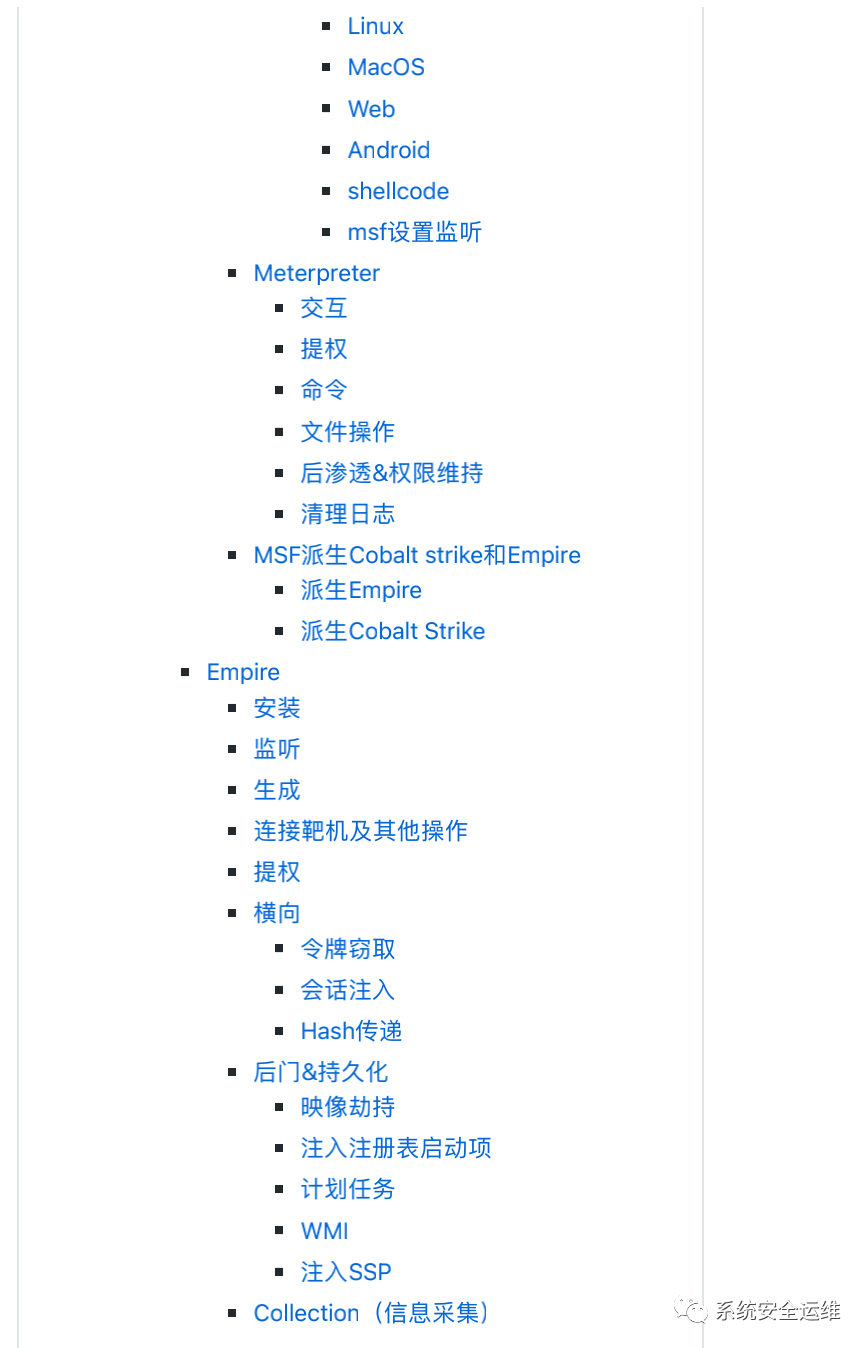 Linux
MacOS
Web
Android
shellcode
msf设置监听
Meterpreter
交互
提权
命令
文件操作
后渗透&权限维持
清理日志
MSF派生Cobalt strike和Empire
派生Empire
派生Cobalt Strike
Empire
安装
监听
生成
连接靶机及其他操作
提权
横向
令牌窃取
会话注入
Hash传递
后门&持久化
映像劫持
注入注册表启动项
计划任务
WMI
注入SSP
Collection（信息采集）
系统安全运维